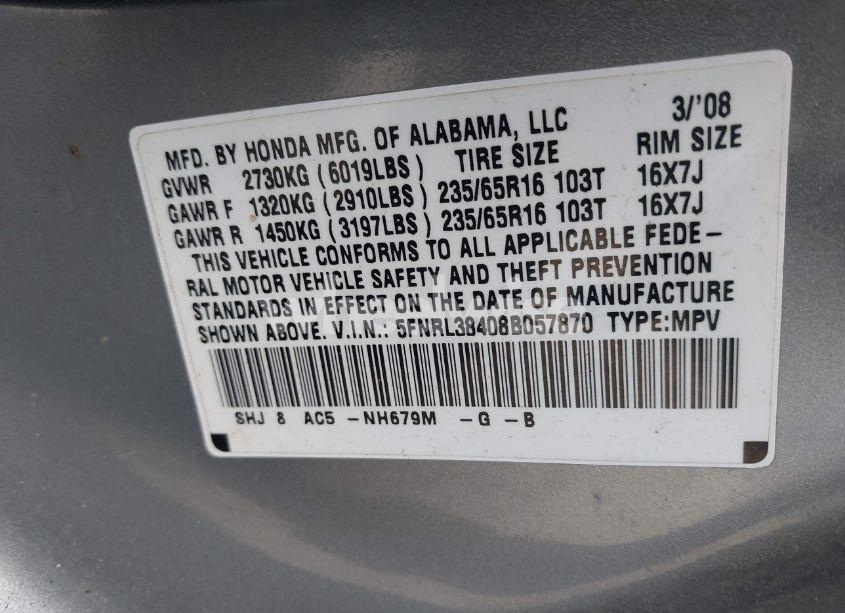 MFD. BY HONDA MFG. OF ALABAMA, LLC 3/'08
GVWR 2730KG (6019LBS) TIRE SIZE RIM SIZE
GAWR F 1320KG (2910LBS) 235/65R16 103T 16X7J
GAWR R 1450KG (3197LBS) 235/65R16 103T 16X7J
THIS VEHICLE CONFORMS TO ALL APPLICABLE FEDE-
RAL MOTOR VEHICLE SAFETY AND THEFT PREVENTION
STANDARDS IN EFFECT ON THE DATE OF MANUFACTURE
SHOWN ABOVE. V.I.N.: 5FNRL38408B057870 TYPE:MPV
SHJ 8 AC5 -NH679M -G -B